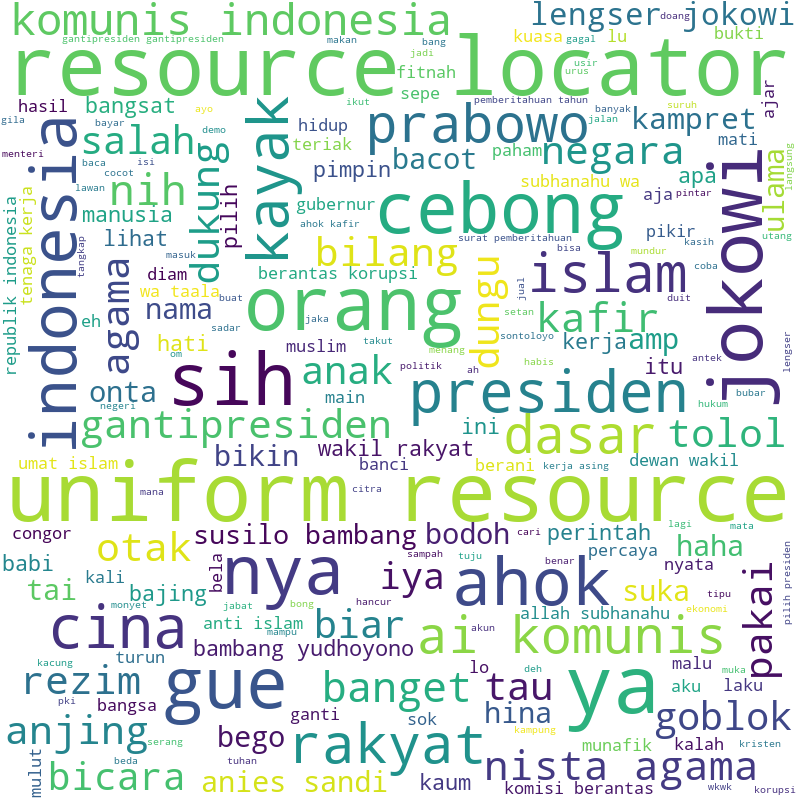 komunis indonesia
lengser
jokowi
doang
gantipresiden gantipresiden
makan
bang
kuasa
gagal
lu
bukti
resource locator
jadi
usir
urus
fitnah
sepe
hasil
bangsat
ayo
ikut
pemberitahuan tahun
banyak
suruh
jalan
ajar
gila
bayar
salah
demo
kayak
hidup
teriak
prabowo
kampret
mati
menteri
baca
cocot
isi
pimpin
bacot
paham
negara
langsung
ulama
lawan
nih
dukung
pilih
gubernur
cebong
subhanahu wa
apa
aja
pintar
indonesia
manusia
ahok kafir
surat pemberitahuan
bisa
pikir
kasih
mundur
utang
republik indonesia
tenaga kerja
tangkap
lihat
masuk
bilang
islam
coba
jokowi
agama
diam
wa taala
berantas korupsi
dungu
jual
duit
nama
buat
orang
setan
kafir
eh
sadar
jaka
takut
sontoloyo
kerja
amp
antek
lengser
hati
om
muslim
menang
habis
itu
bubar
sih
anak
politik
ah
presiden
onta
negeri
main
hukum
gantipresiden
ini
dasar
tolol
bikin
wakil rakyat
umat islam
banci
berani
kerja asing
dewan wakil
uniform resource
mana
citra
congor
susilo bambang
bodoh
cari
perintah
lagi
mata
otak
percaya
haha
babi
kali
bela
nya
sampah
tuju
benar
nyata
tai
bajing
iya
ahok
suka
tipu
pakai
pilih presiden
monyet
jabat
bong
hancur
akun
allah subhanahu
ekonomi
cina
anti islam
mampu
biar
ai komunis
bambang yudhoyono
turun
kacung
lo
deh
malu
muka
rezim
gue
banget
tau
ya
aku
laku
pki
bangsa
ganti
sok
hina
goblok
anjing
serang
bego
rakyat
kampung
munafik
kalah
kristen
mulut
beda
tuhan
bicara
anies sandi
kaum
nista agama
komisi berantas
wkwk
korupsi